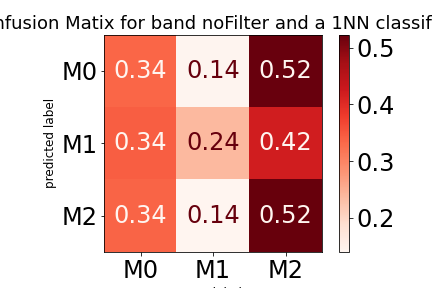 nfusion Matix for band noFilter and a 1NN classif
M0 0.34 0.14 0.52
M1 0.34 0.24 0.42
M2 0.34 0.14 0.52
M0 M1 M2
predicted label
0.5
0.4
0.3
0.2